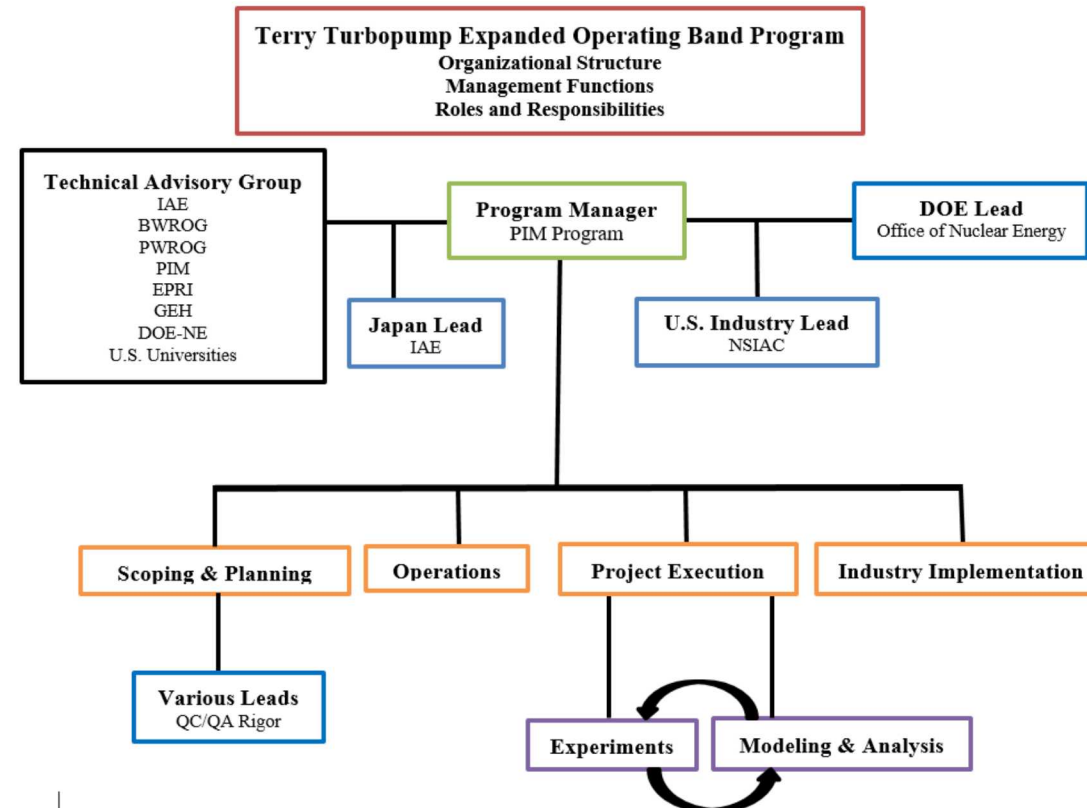 Terry Turbopump Expanded Operating Band Program
Organizational Structure
Management Functions
Roles and Responsibilities
Technical Advisory Group
IAE
BWROG
PWROG
PIM
EPRI
GEH
DOE-NE
U.S. Universities
Program Manager
PIM Program
DOE Lead
Office of Nuclear Energy
Japan Lead
IAE
U.S. Industry Lead
NSIAC
Scoping & Planning
Operations
Project Execution
Industry Implementation
Various Leads
QC/QA Rigor
Experiments
Modeling & Analysis